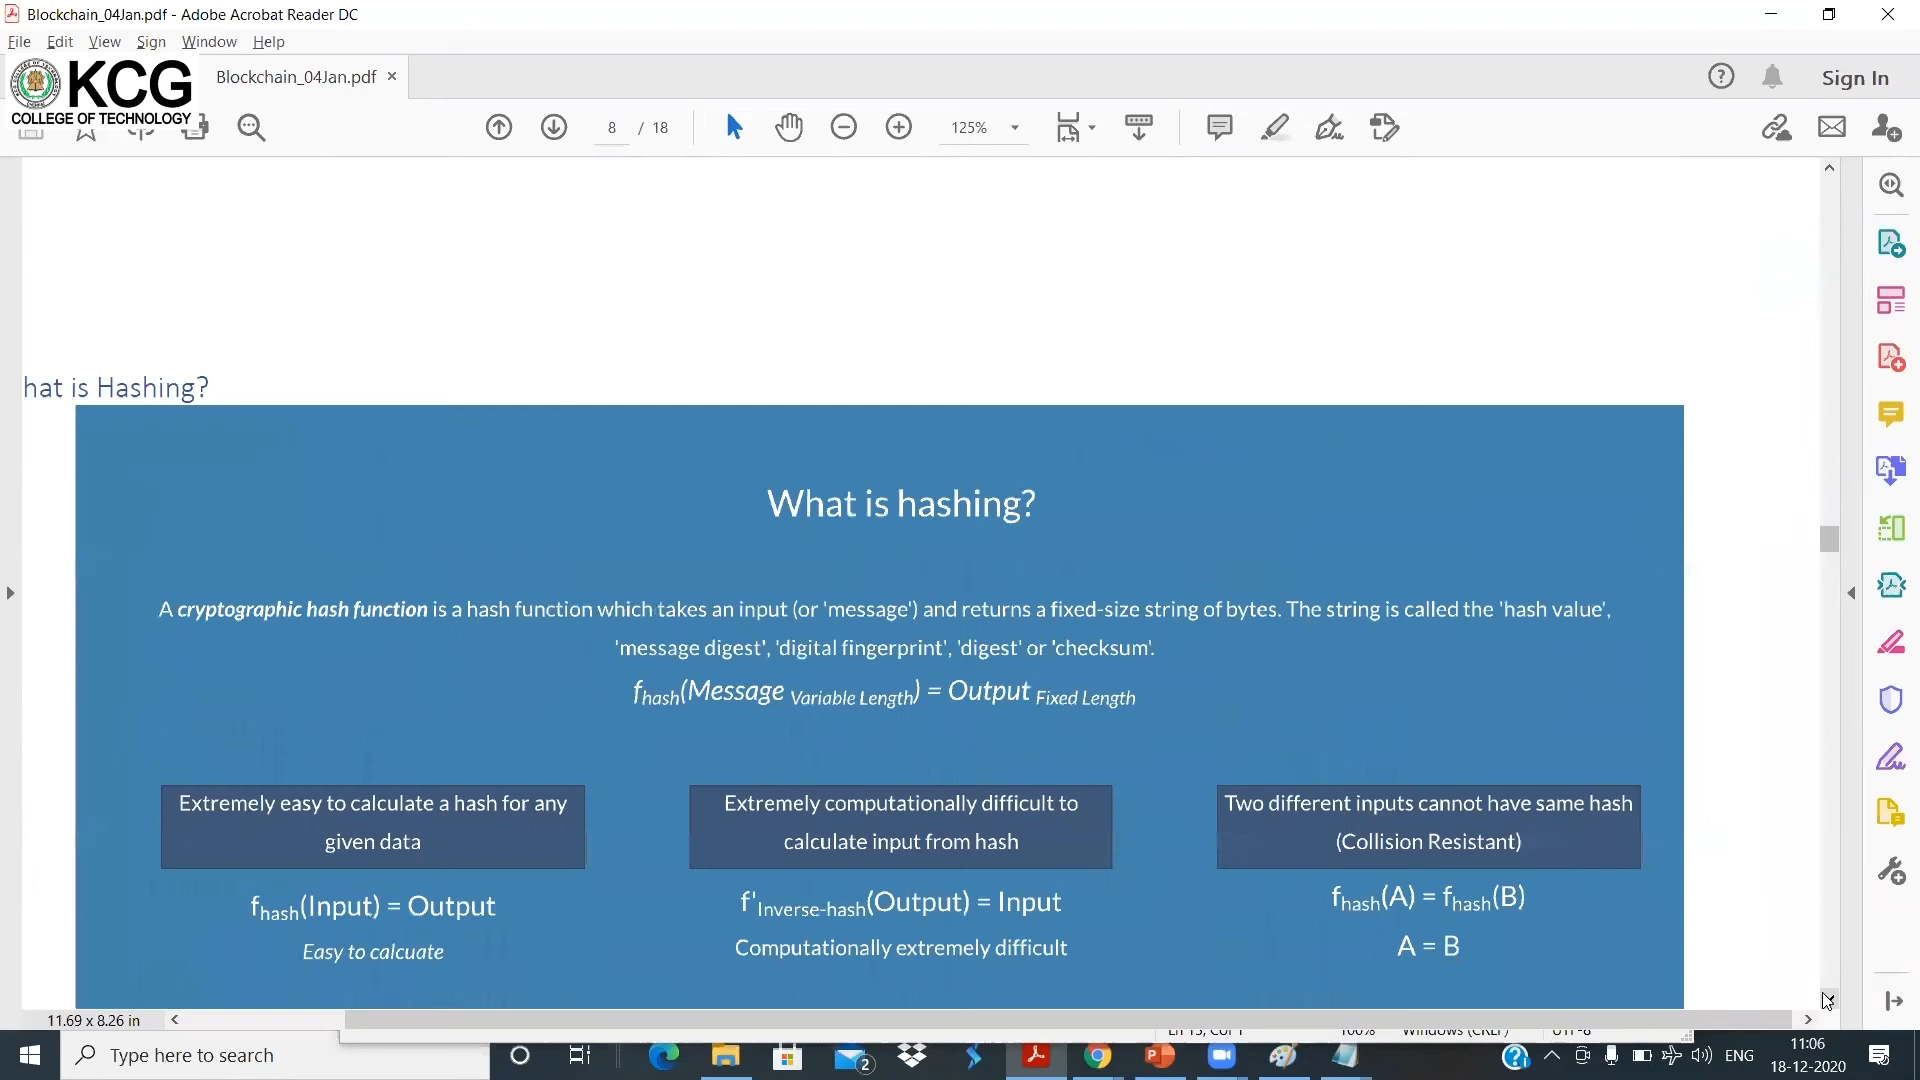 Blockchain_04Jan.pdf - Adobe Acrobat Reader DC
File Edit View Sign Window Help
KCG
COLLEGE OF TECHNOLOGY
Blockchain_04Jan.pdf
Sign In
8 / 18
125%
hat is Hashing?
What is hashing?
A cryptographic hash function is a hash function which takes an input (or 'message') and returns a fixed-size string of bytes. The string is called the 'hash value',
'message digest', 'digital fingerprint', 'digest' or 'checksum'.
fhash(Message Variable Length) = Output Fixed Length
Extremely easy to calculate a hash for any
given data
fhash(Input) = Output
Easy to calcuate
Extremely computationally difficult to
calculate input from hash
f'Inverse-hash(Output) = Input
Computationally extremely difficult
Two different inputs cannot have same hash
(Collision Resistant)
fhash(A) = fhash(B)
A = B
11.69 x 8.26 in
100% Windows (CRLF) UTF-8
Type here to search
2
ENG
11:06
18-12-2020